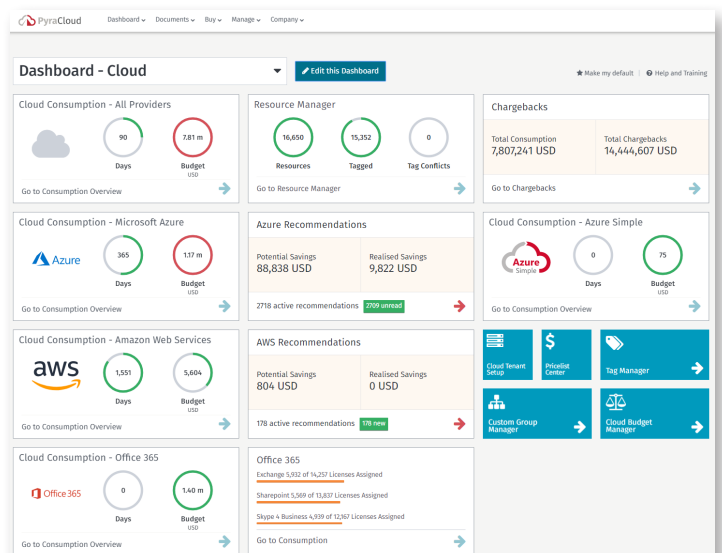 PyraCloud
Dashboard Documents Buy Manage Company
Dashboard - Cloud
Edit this Dashboard
Make my default | Help and Training
Cloud Consumption - All Providers
90
Days
7.81 m
Budget
USD
Go to Consumption Overview
Resource Manager
16,650
Resources
15,352
Tagged
0
Tag Conflicts
Go to Resource Manager
Chargebacks
Total Consumption
7,807,241 USD
Total Chargebacks
14,444,607 USD
Go to Chargebacks
Cloud Consumption - Microsoft Azure
Azure
365
Days
1.17 m
Budget
USD
Go to Consumption Overview
Azure Recommendations
Potential Savings
88,838 USD
Realised Savings
9,822 USD
2718 active recommendations 2709 unread
Cloud Consumption - Azure Simple
Azure
Simple
0
Days
75
Budget
USD
Go to Consumption Overview
Cloud Consumption - Amazon Web Services
aws
1,551
Days
5,604
Budget
USD
Go to Consumption Overview
AWS Recommendations
Potential Savings
804 USD
Realised Savings
0 USD
178 active recommendations 178 new
Cloud Tenant
Setup
Pricelist
Center
Tag Manager
Custom Group
Manager
Cloud Budget
Manager
Cloud Consumption - Office 365
Office 365
0
Days
1.40 m
Budget
USD
Go to Consumption Overview
Office 365
Exchange 5,932 of 14,257 Licenses Assigned
Sharepoint 5,569 of 13,837 Licenses Assigned
Skype 4 Business 4,939 of 12,167 Licenses Assigned
Go to Consumption